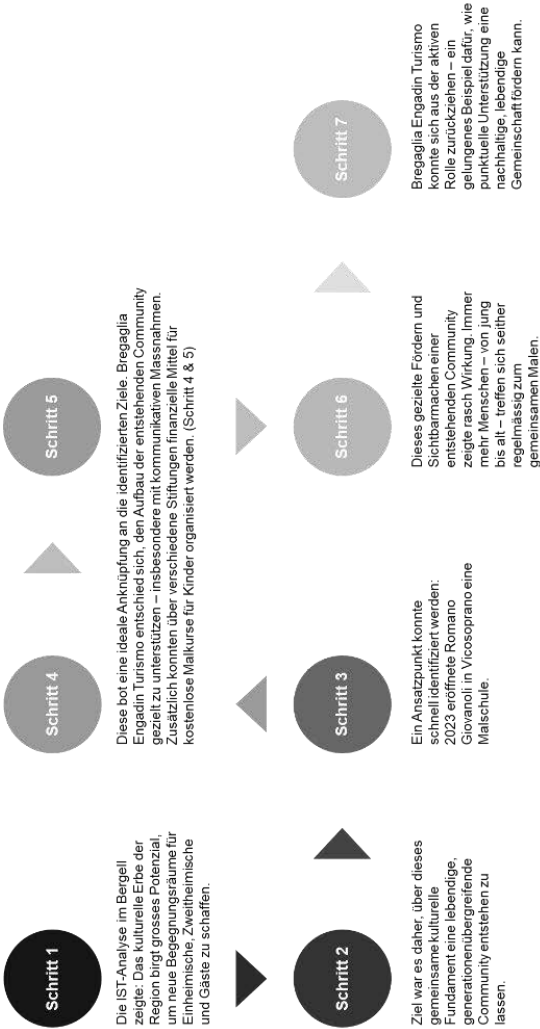 Schritt 1
Die IST-Analyse im Bergell
zeigte: Das kulturelle Erbe der
Region birgt grosses Potenzial,
um neue Begegnungsräume für
Einheimische, Zweitheimische
und Gäste zu schaffen.
Schritt 2
Ziel war es daher, über dieses
gemeinsame kulturelle
Fundament eine lebendige,
generationenübergreifende
Community entstehen zu
lassen.
Schritt 3
Ein Ansatzpunkt konnte
schnell identifiziert werden:
2023 eröffnete Romano
Giovanoli in Vicosoprano eine
Malschule.
Schritt 4
Schritt 5
Diese bot eine ideale Anknüpfung an die identifizierten Ziele. Bregaglia
Engadin Turismo entschied sich, den Aufbau der entstehenden Community
gezielt zu unterstützen – insbesondere mit kommunikativen Massnahmen.
Zusätzlich konnten über verschiedene Stiftungen finanzielle Mittel für
kostenlose Malkurse für Kinder organisiert werden. (Schritt 4 & 5)
Schritt 6
Dieses gezielte Fördern und
Sichtbarmachen einer
entstehenden Community
zeigte rasch Wirkung. Immer
mehr Menschen – von jung
bis alt – treffen sich seither
regelmässig zum
gemeinsamen Malen.
Schritt 7
Bregaglia Engadin Turismo
konnte sich aus der aktiven
Rolle zurückziehen – ein
gelungenes Beispiel dafür, wie
punktuelle Unterstützung eine
nachhaltige, lebendige
Gemeinschaft fördern kann.